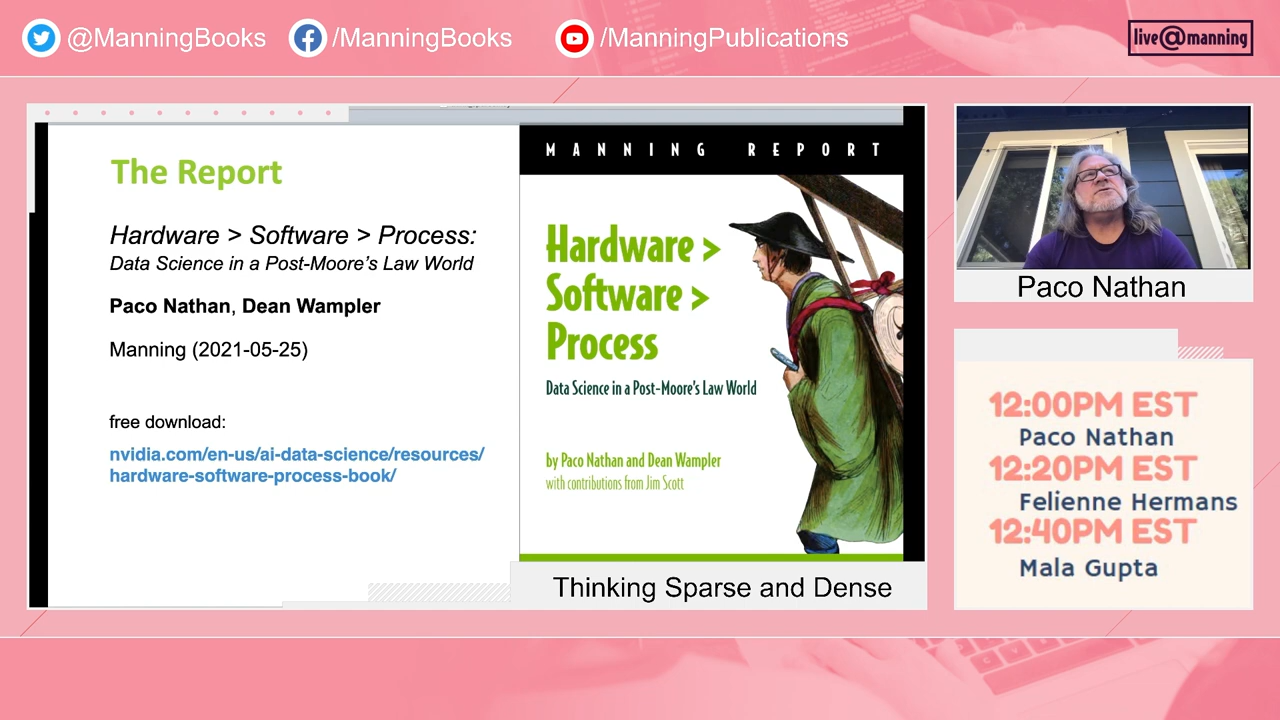 @ManningBooks
/ManningBooks
/ManningPublications
live@manning
The Report
Hardware > Software > Process:
Data Science in a Post-Moore's Law World
Paco Nathan, Dean Wampler
Manning (2021-05-25)
free download:
nvidia.com/en-us/ai-data-science/resources/
hardware-software-process-book/
MANNING REPORT
Hardware >
Software >
Process
Data Science in a Post-Moore's Law World
by Paco Nathan and Dean Wampler
with contributions from Jim Scott
Thinking Sparse and Dense
Paco Nathan
12:00PM EST
Paco Nathan
12:20PM EST
Felienne Hermans
12:40PM EST
Mala Gupta